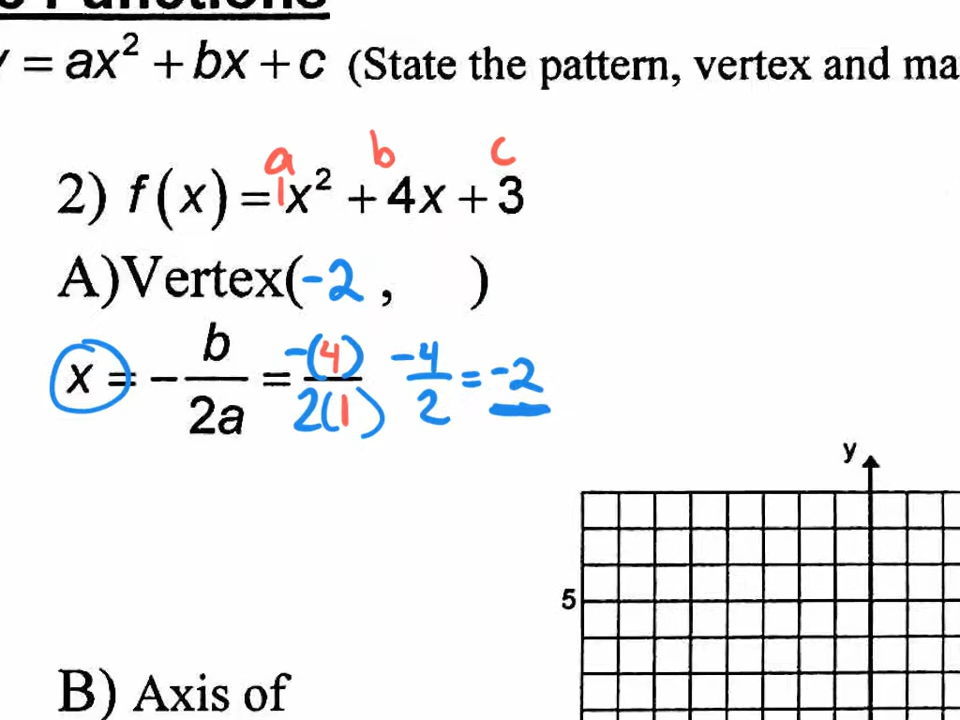 y = ax² + bx + c (State the pattern, vertex and ma
a b c
2) f(x) = 1x² + 4x + 3
A) Vertex(-2, )
x = -b/2a = -(4)/2(1) -4/2 = -2
y
5
B) Axis of